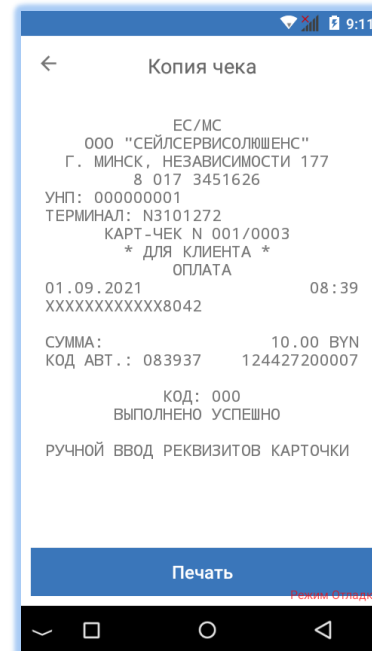 9:11
Копия чека
ЕС/МС
ООО "СЕЙЛСЕРВИСОЛЮШЕНС"
Г. МИНСК, НЕЗАВИСИМОСТИ 177
8 017 3451626
УНП: 000000001
ТЕРМИНАЛ: N3101272
КАРТ-ЧЕК N 001/0003
* ДЛЯ КЛИЕНТА *
ОПЛАТА
01.09.2021 08:39
XXXXXXXXXXXX8042
СУММА: 10.00 BYN
КОД АВТ.: 083937 124427200007
КОД: 000
ВЫПОЛНЕНО УСПЕШНО
РУЧНОЙ ВВОД РЕКВИЗИТОВ КАРТОЧКИ
Печать
Режим Отладк